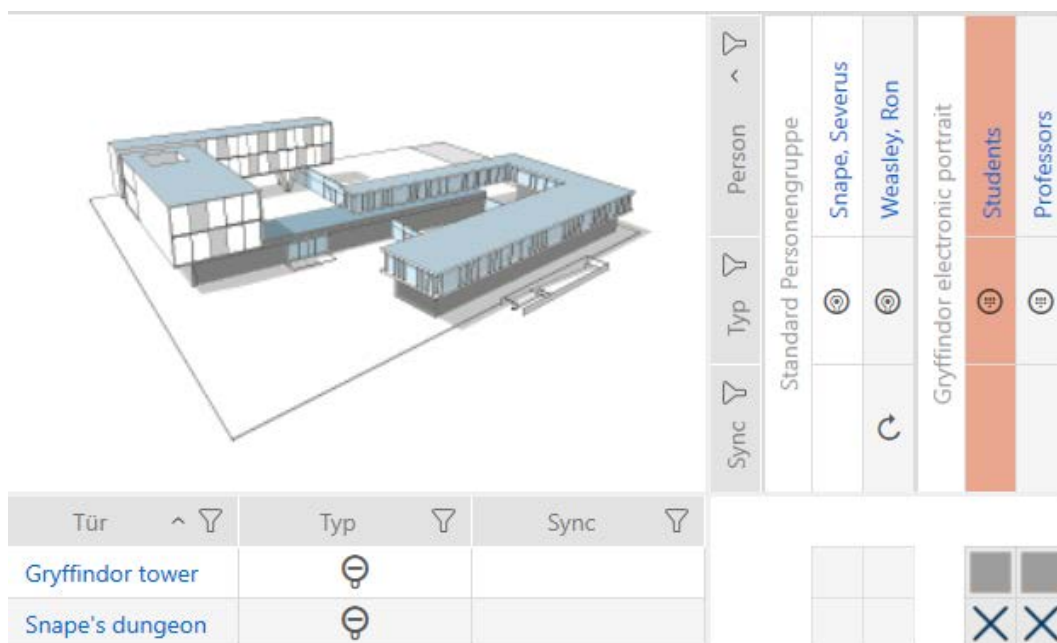 Person
Typ
Sync
Standard Personengruppe
Snape, Severus
Weasley, Ron
Gryffindor electronic portrait
Students
Professors
Tür
Typ
Sync
Gryffindor tower
Snape's dungeon